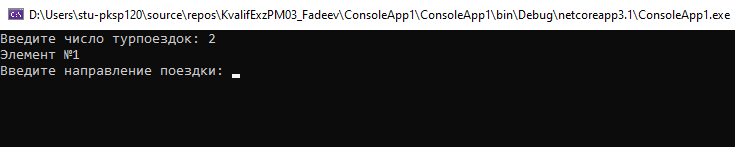 D:\Users\stu-pksp120\source\repos\KvalifExzPM03_Fadeev\ConsoleApp1\ConsoleApp1\bin\Debug\netcoreapp3.1\ConsoleApp1.exe
Введите число турпоездок: 2
Элемент №1
Введите направление поездки: